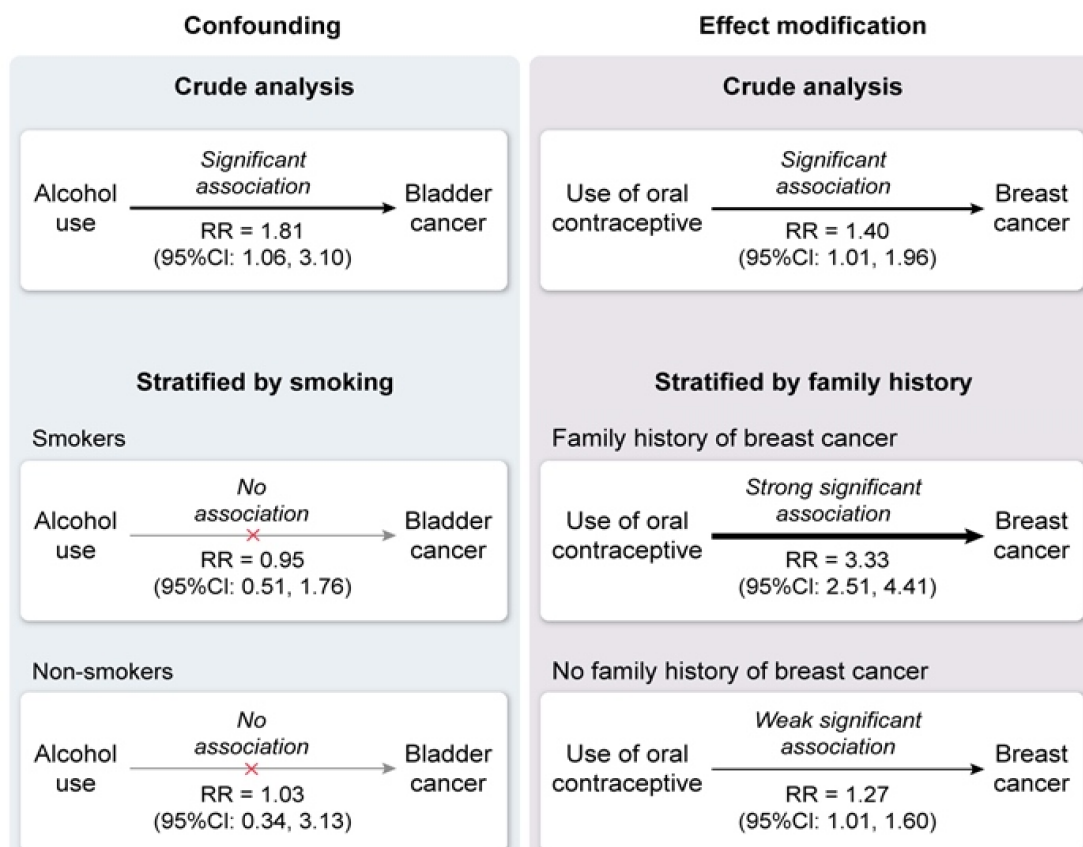 Confounding
Crude analysis
Significant
association
Alcohol
use
Bladder
cancer
RR = 1.81
(95%CI: 1.06, 3.10)
Stratified by smoking
Smokers
No
association
Alcohol
use
Bladder
cancer
RR = 0.95
(95%CI: 0.51, 1.76)
Non-smokers
No
association
Alcohol
use
Bladder
cancer
RR = 1.03
(95%CI: 0.34, 3.13)
Effect modification
Crude analysis
Significant
association
Use of oral
contraceptive
Breast
cancer
RR = 1.40
(95%CI: 1.01, 1.96)
Stratified by family history
Family history of breast cancer
Strong significant
association
Use of oral
contraceptive
Breast
cancer
RR = 3.33
(95%CI: 2.51, 4.41)
No family history of breast cancer
Weak significant
association
Use of oral
contraceptive
Breast
cancer
RR = 1.27
(95%CI: 1.01, 1.60)